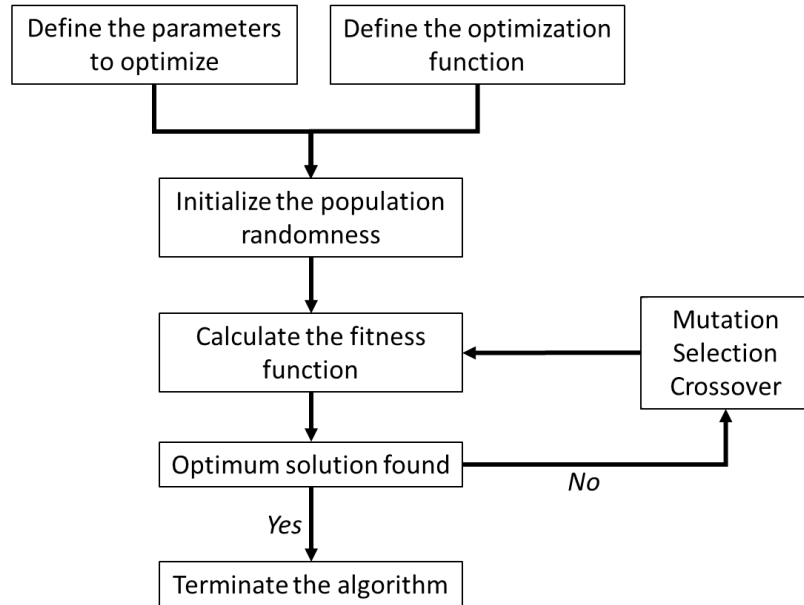 Define the parameters
to optimize
Define the optimization
function
Initialize the population
randomness
Calculate the fitness
function
Mutation
Selection
Crossover
Optimum solution found
No
Yes
Terminate the algorithm